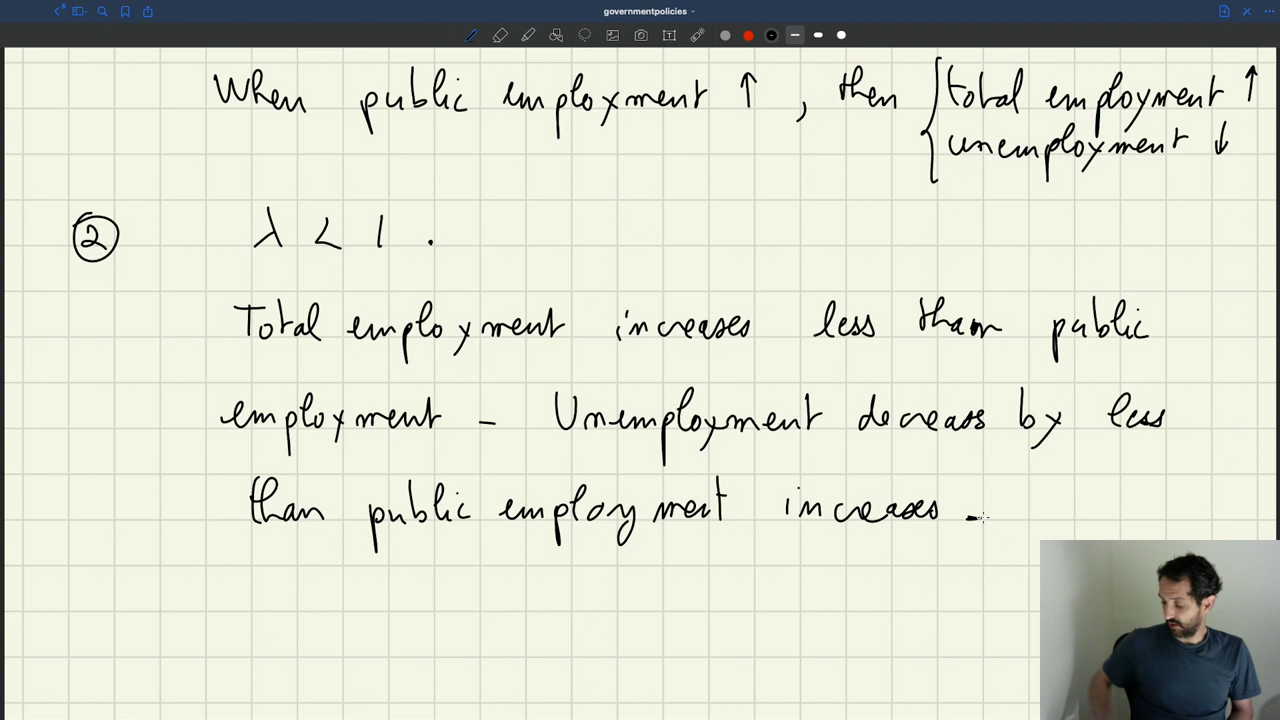 governmentpolicies
When public employment ↑ , then { total employment ↑
unemployment ↓
② λ < 1 .
Total employment increases less than public
employment - Unemployment decreass by less
than public employment increases -